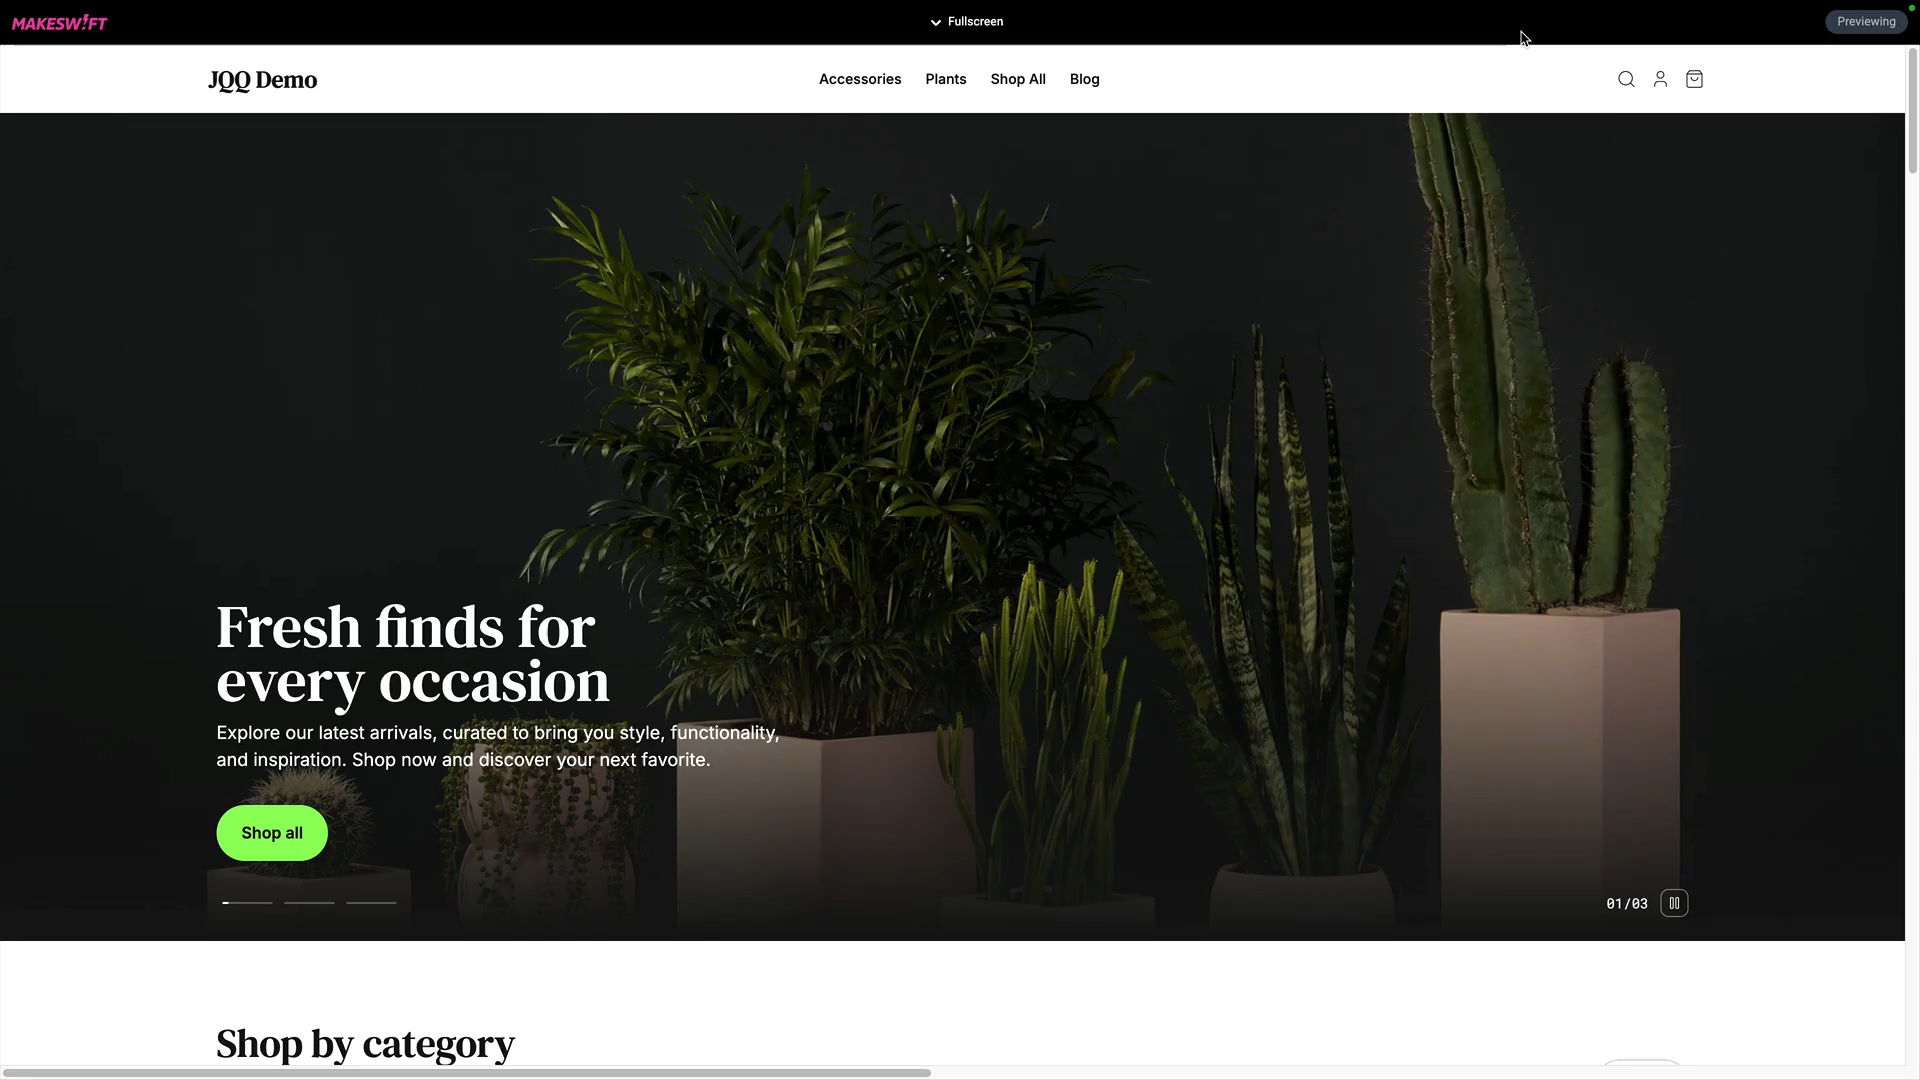 MAKESW!FT
Fullscreen
Previewing
JQQ Demo
Accessories
Plants
Shop All
Blog
Fresh finds for
every occasion
Explore our latest arrivals, curated to bring you style, functionality,
and inspiration. Shop now and discover your next favorite.
Shop all
01/03
Shop by category